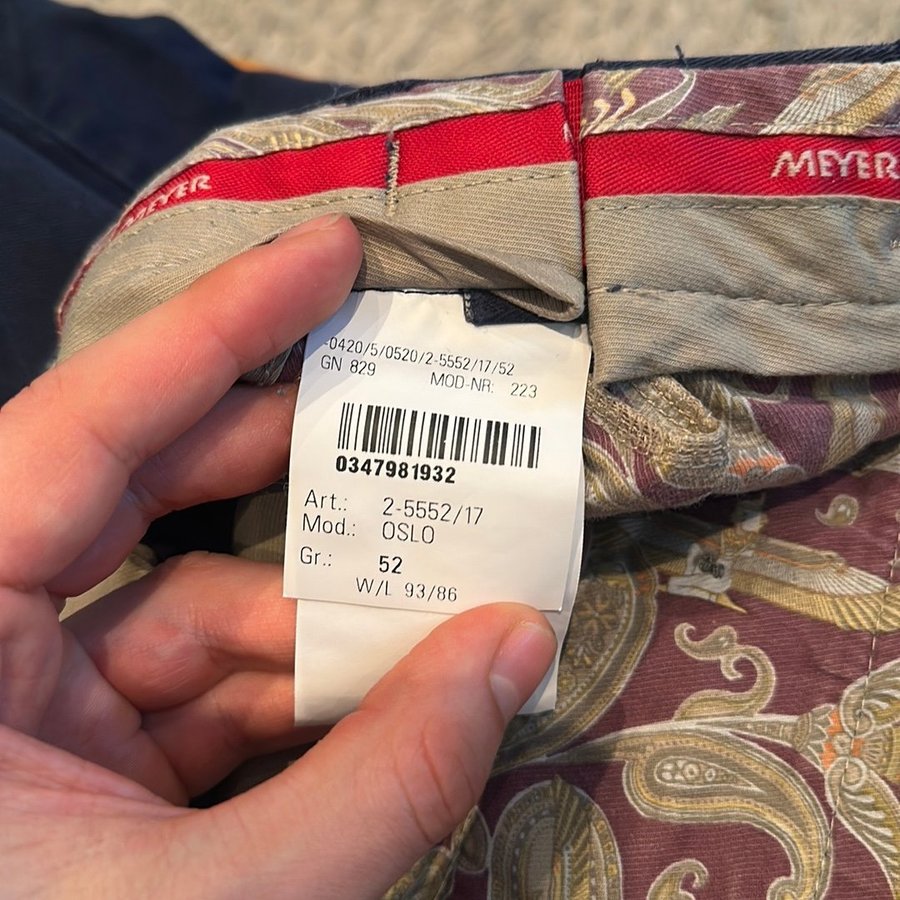 MEYER
MEYER
-0420/5/0520/2-5552/17/52
GN 829 MOD-NR: 223
0347981932
Art.: 2-5552/17
Mod.: OSLO
Gr.: 52
W/L 93/86